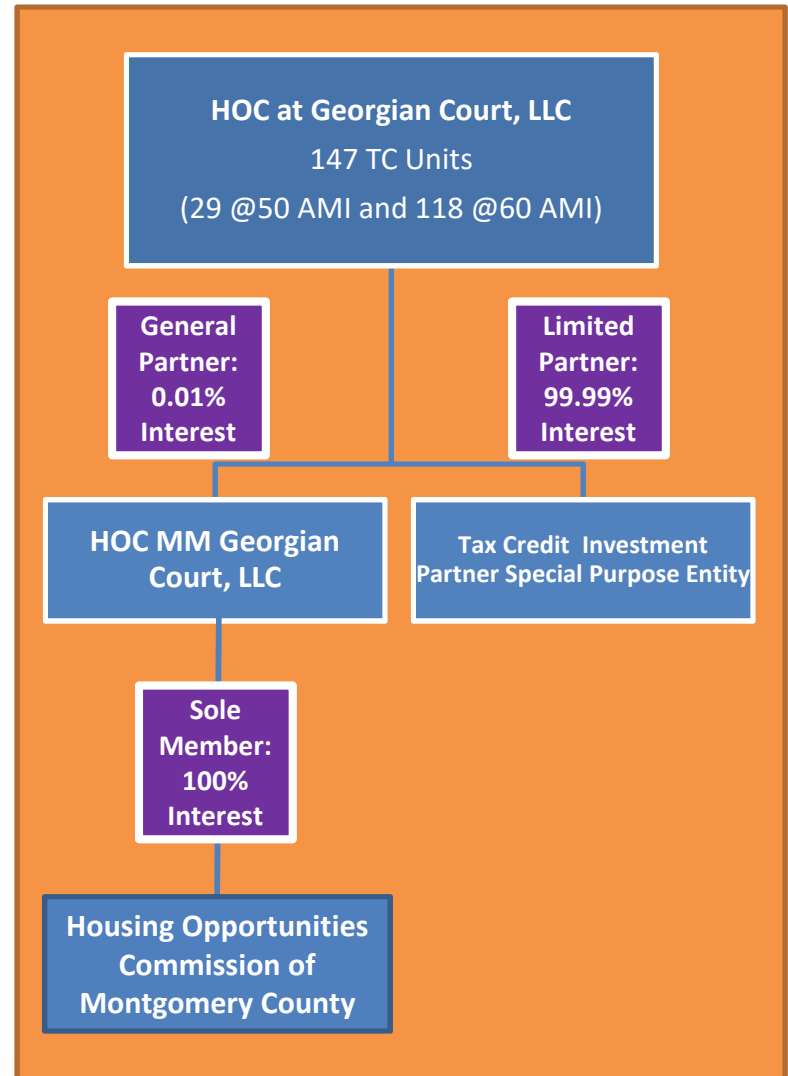 HOC at Georgian Court, LLC
147 TC Units
(29 @50 AMI and 118 @60 AMI)
General
Partner:
0.01%
Interest
Limited
Partner:
99.99%
Interest
HOC MM Georgian
Court, LLC
Tax Credit Investment
Partner Special Purpose Entity
Sole
Member:
100%
Interest
Housing Opportunities
Commission of
Montgomery County